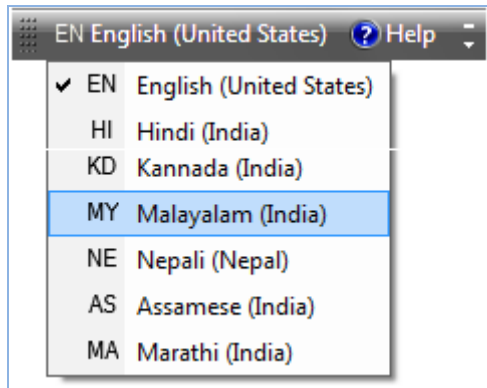 EN English (United States) ? Help
✔ EN English (United States)
HI Hindi (India)
KD Kannada (India)
MY Malayalam (India)
NE Nepali (Nepal)
AS Assamese (India)
MA Marathi (India)